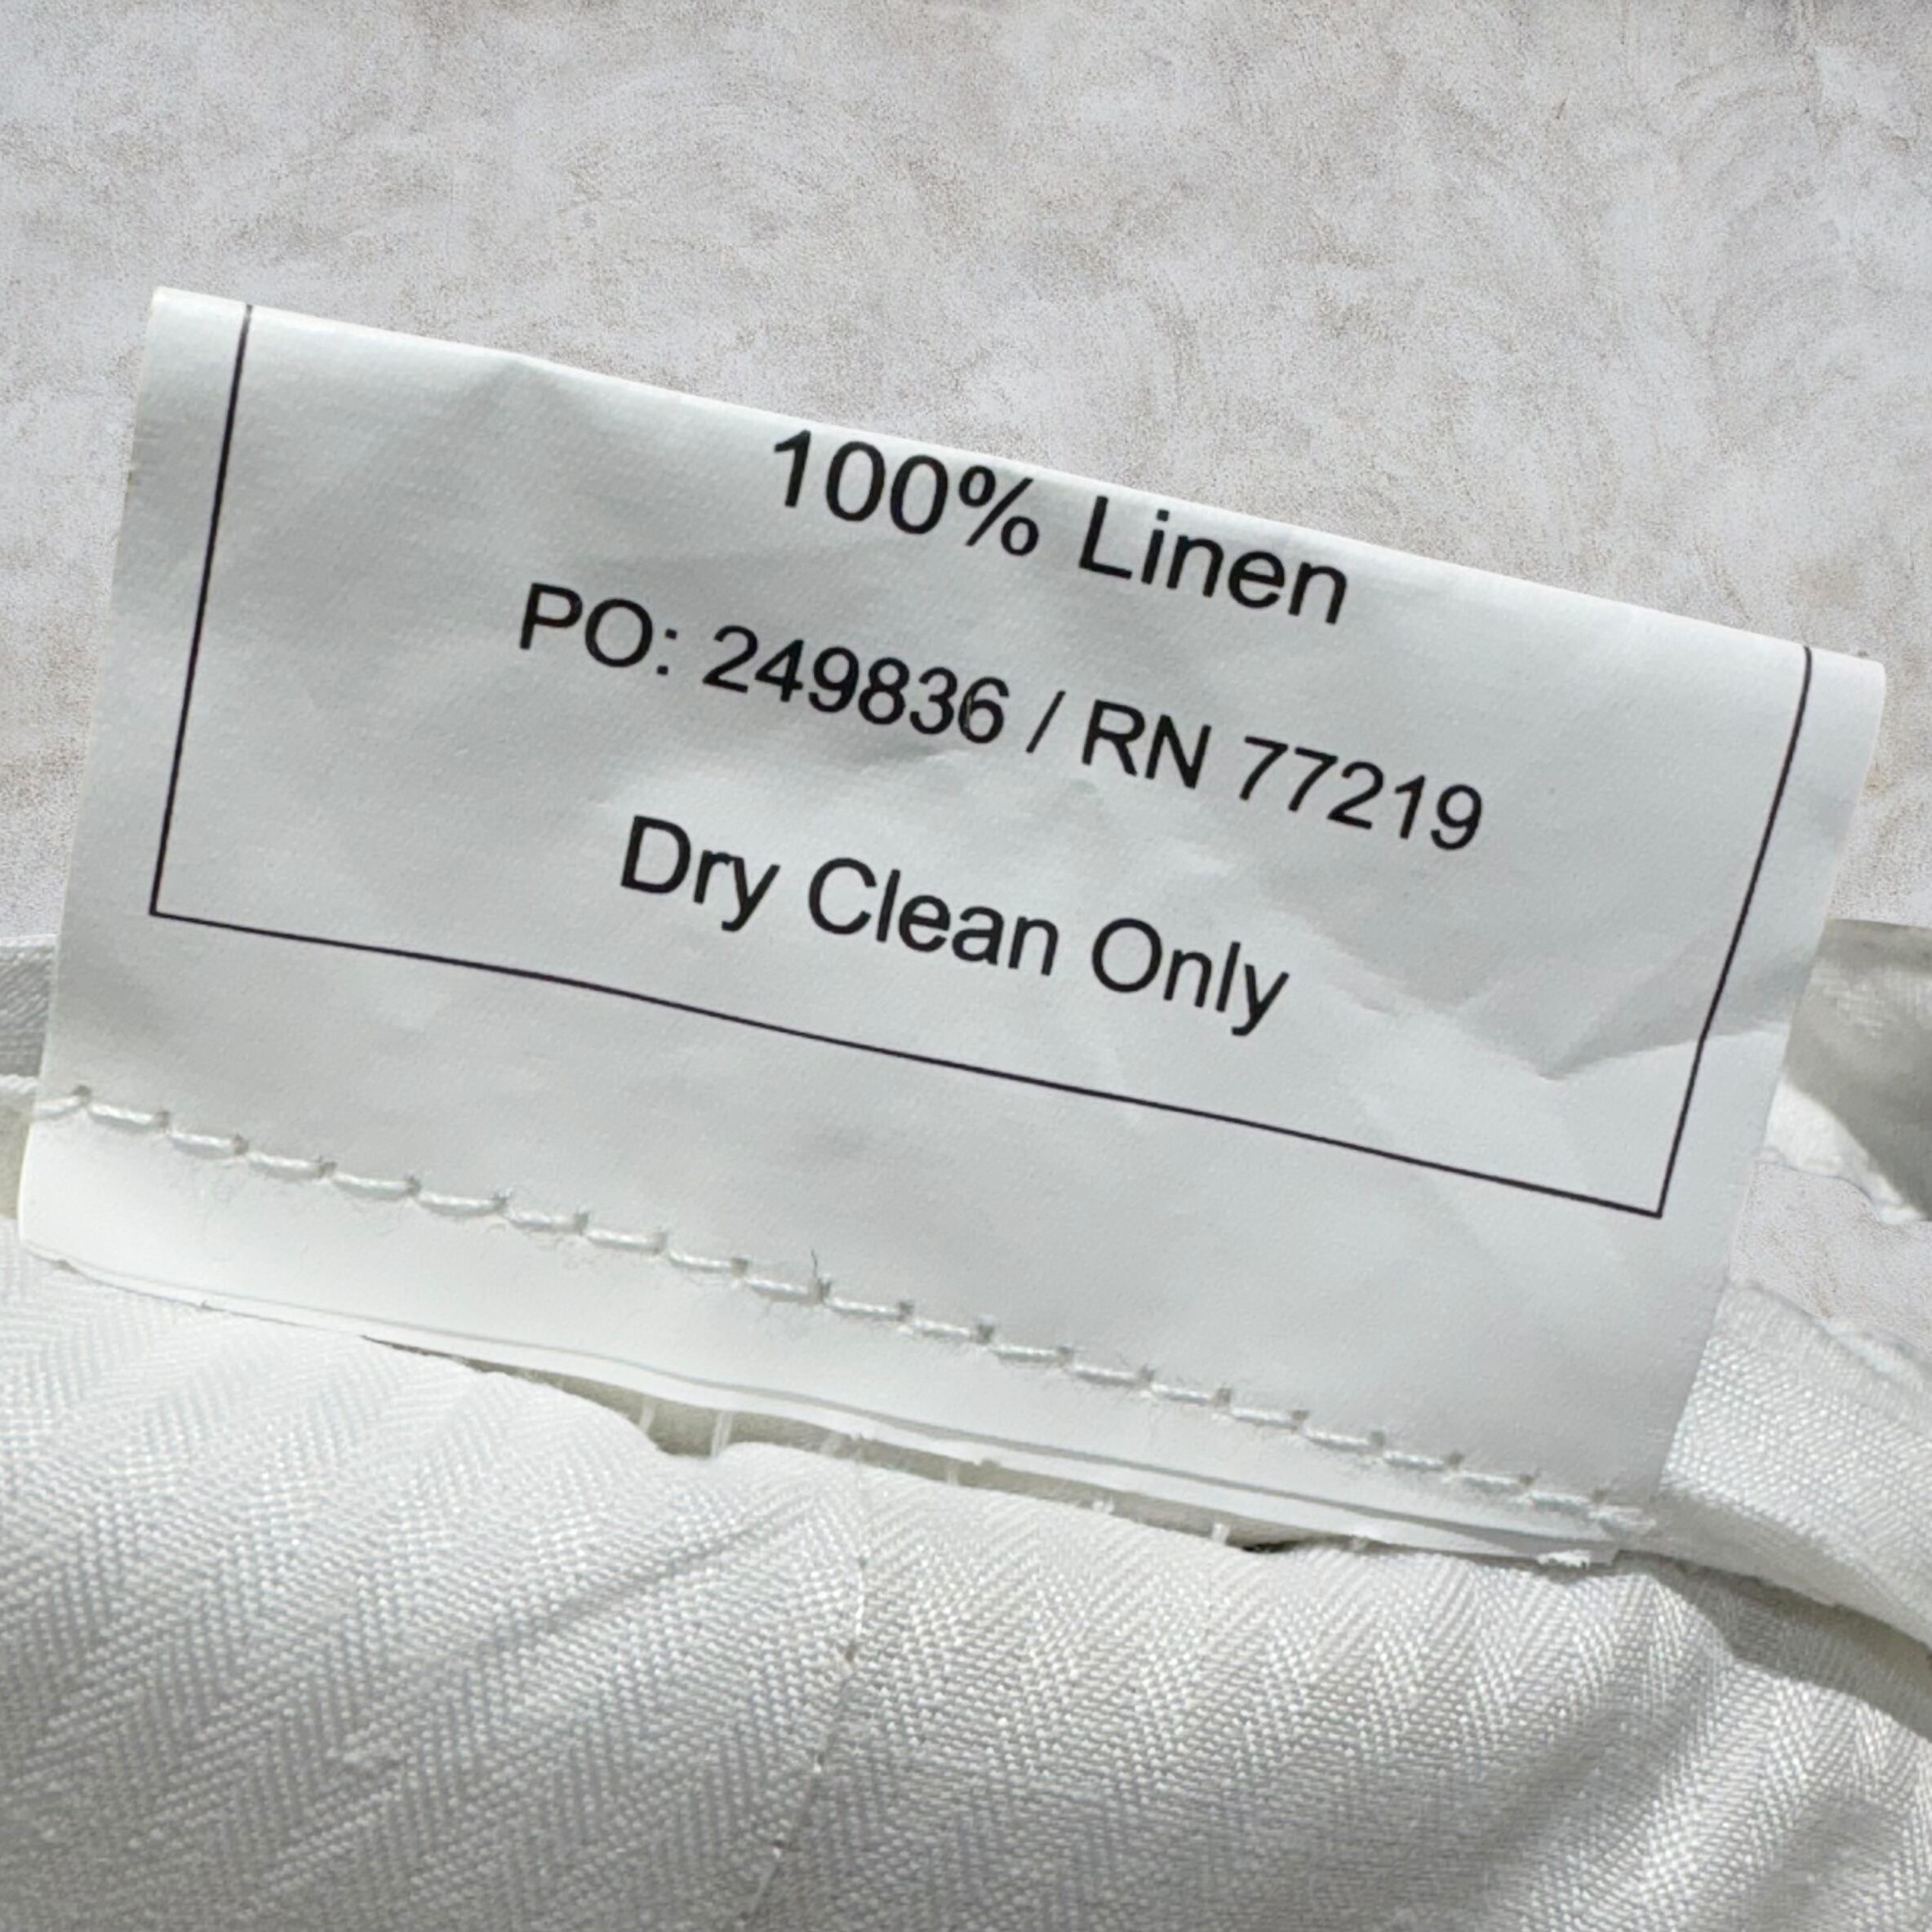 100% Linen
PO: 249836 / RN 77219
Dry Clean Only